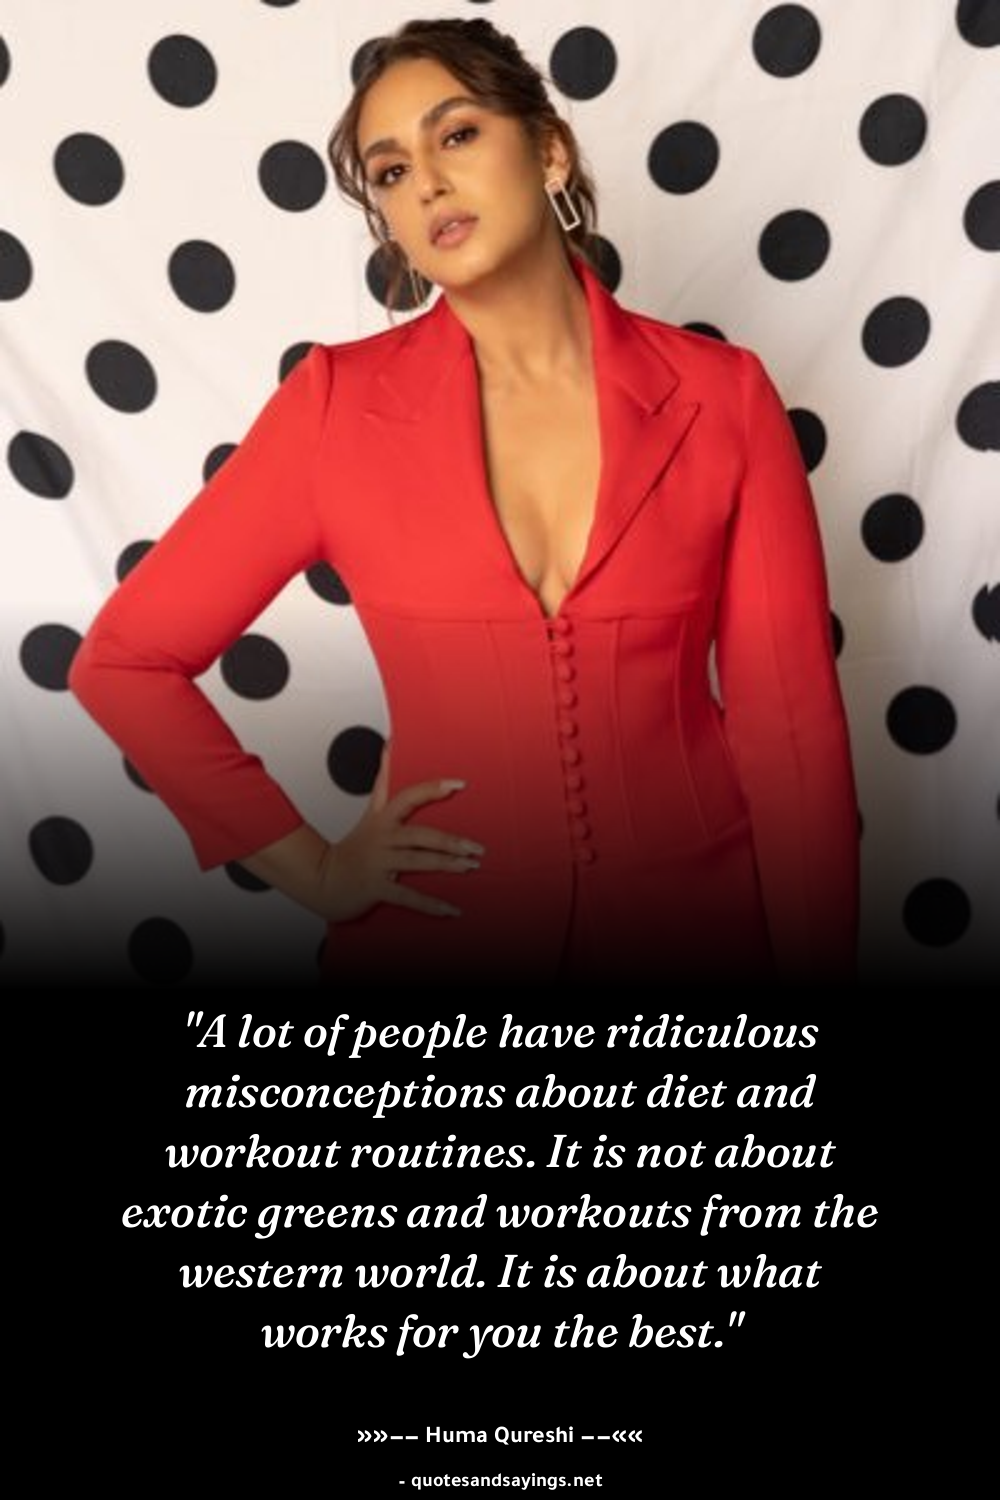 "A lot of people have ridiculous
misconceptions about diet and
workout routines. It is not about
exotic greens and workouts from the
western world. It is about what
works for you the best."
»»–– Huma Qureshi ––««
- quotesandsayings.net